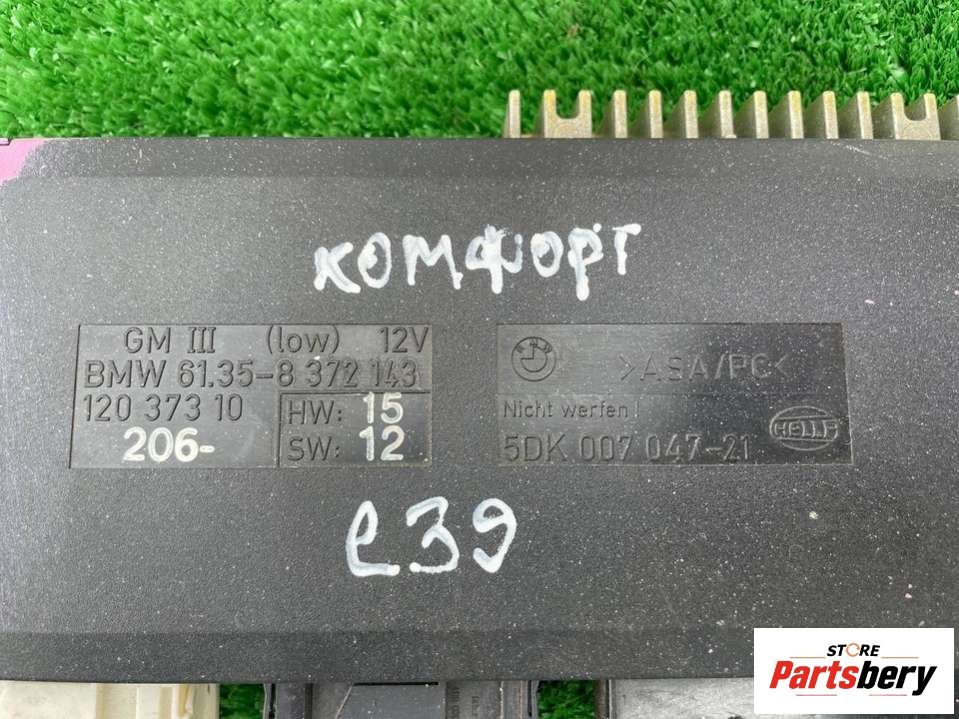 комфорт
GM III (low) 12V
BMW 61.35-8 372 143
120 373 10
206-
HW: 15
SW: 12
BMW
>ASA/PC<
Nicht werfen!
5DK 007 047-21
HELLA
e39
STORE
Partsbery